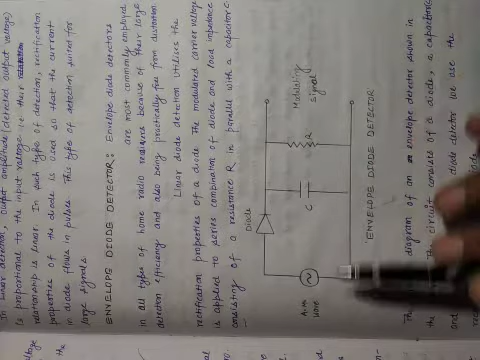 In linear detector, output amplitude (detected output voltage)
is proportional to the input voltage ie their
relationship is linear. In such type of detection, rectification
properties of the diode is used so that the current
in diode flows in pulses. This type of detection suited for
large signals
ENVELOPE DIODE DETECTOR: Envelope diode detectors
are most commonly employed
in all types of home radio because of their large
detection efficiency and also being practically free from distortion
Linear diode detection utilises the
rectification properties of a diode. The modulated carrier voltage
is applied to series combination of diode and load impedance
consisting of a resistance R in parallel with a capacitor C
Diode
C
R
Modulating
signal
A.M.
wave
ENVELOPE DIODE DETECTOR
The diagram of an envelope detector shown in
the The circuit consists of a diode, a capacitor
diode detector we use the